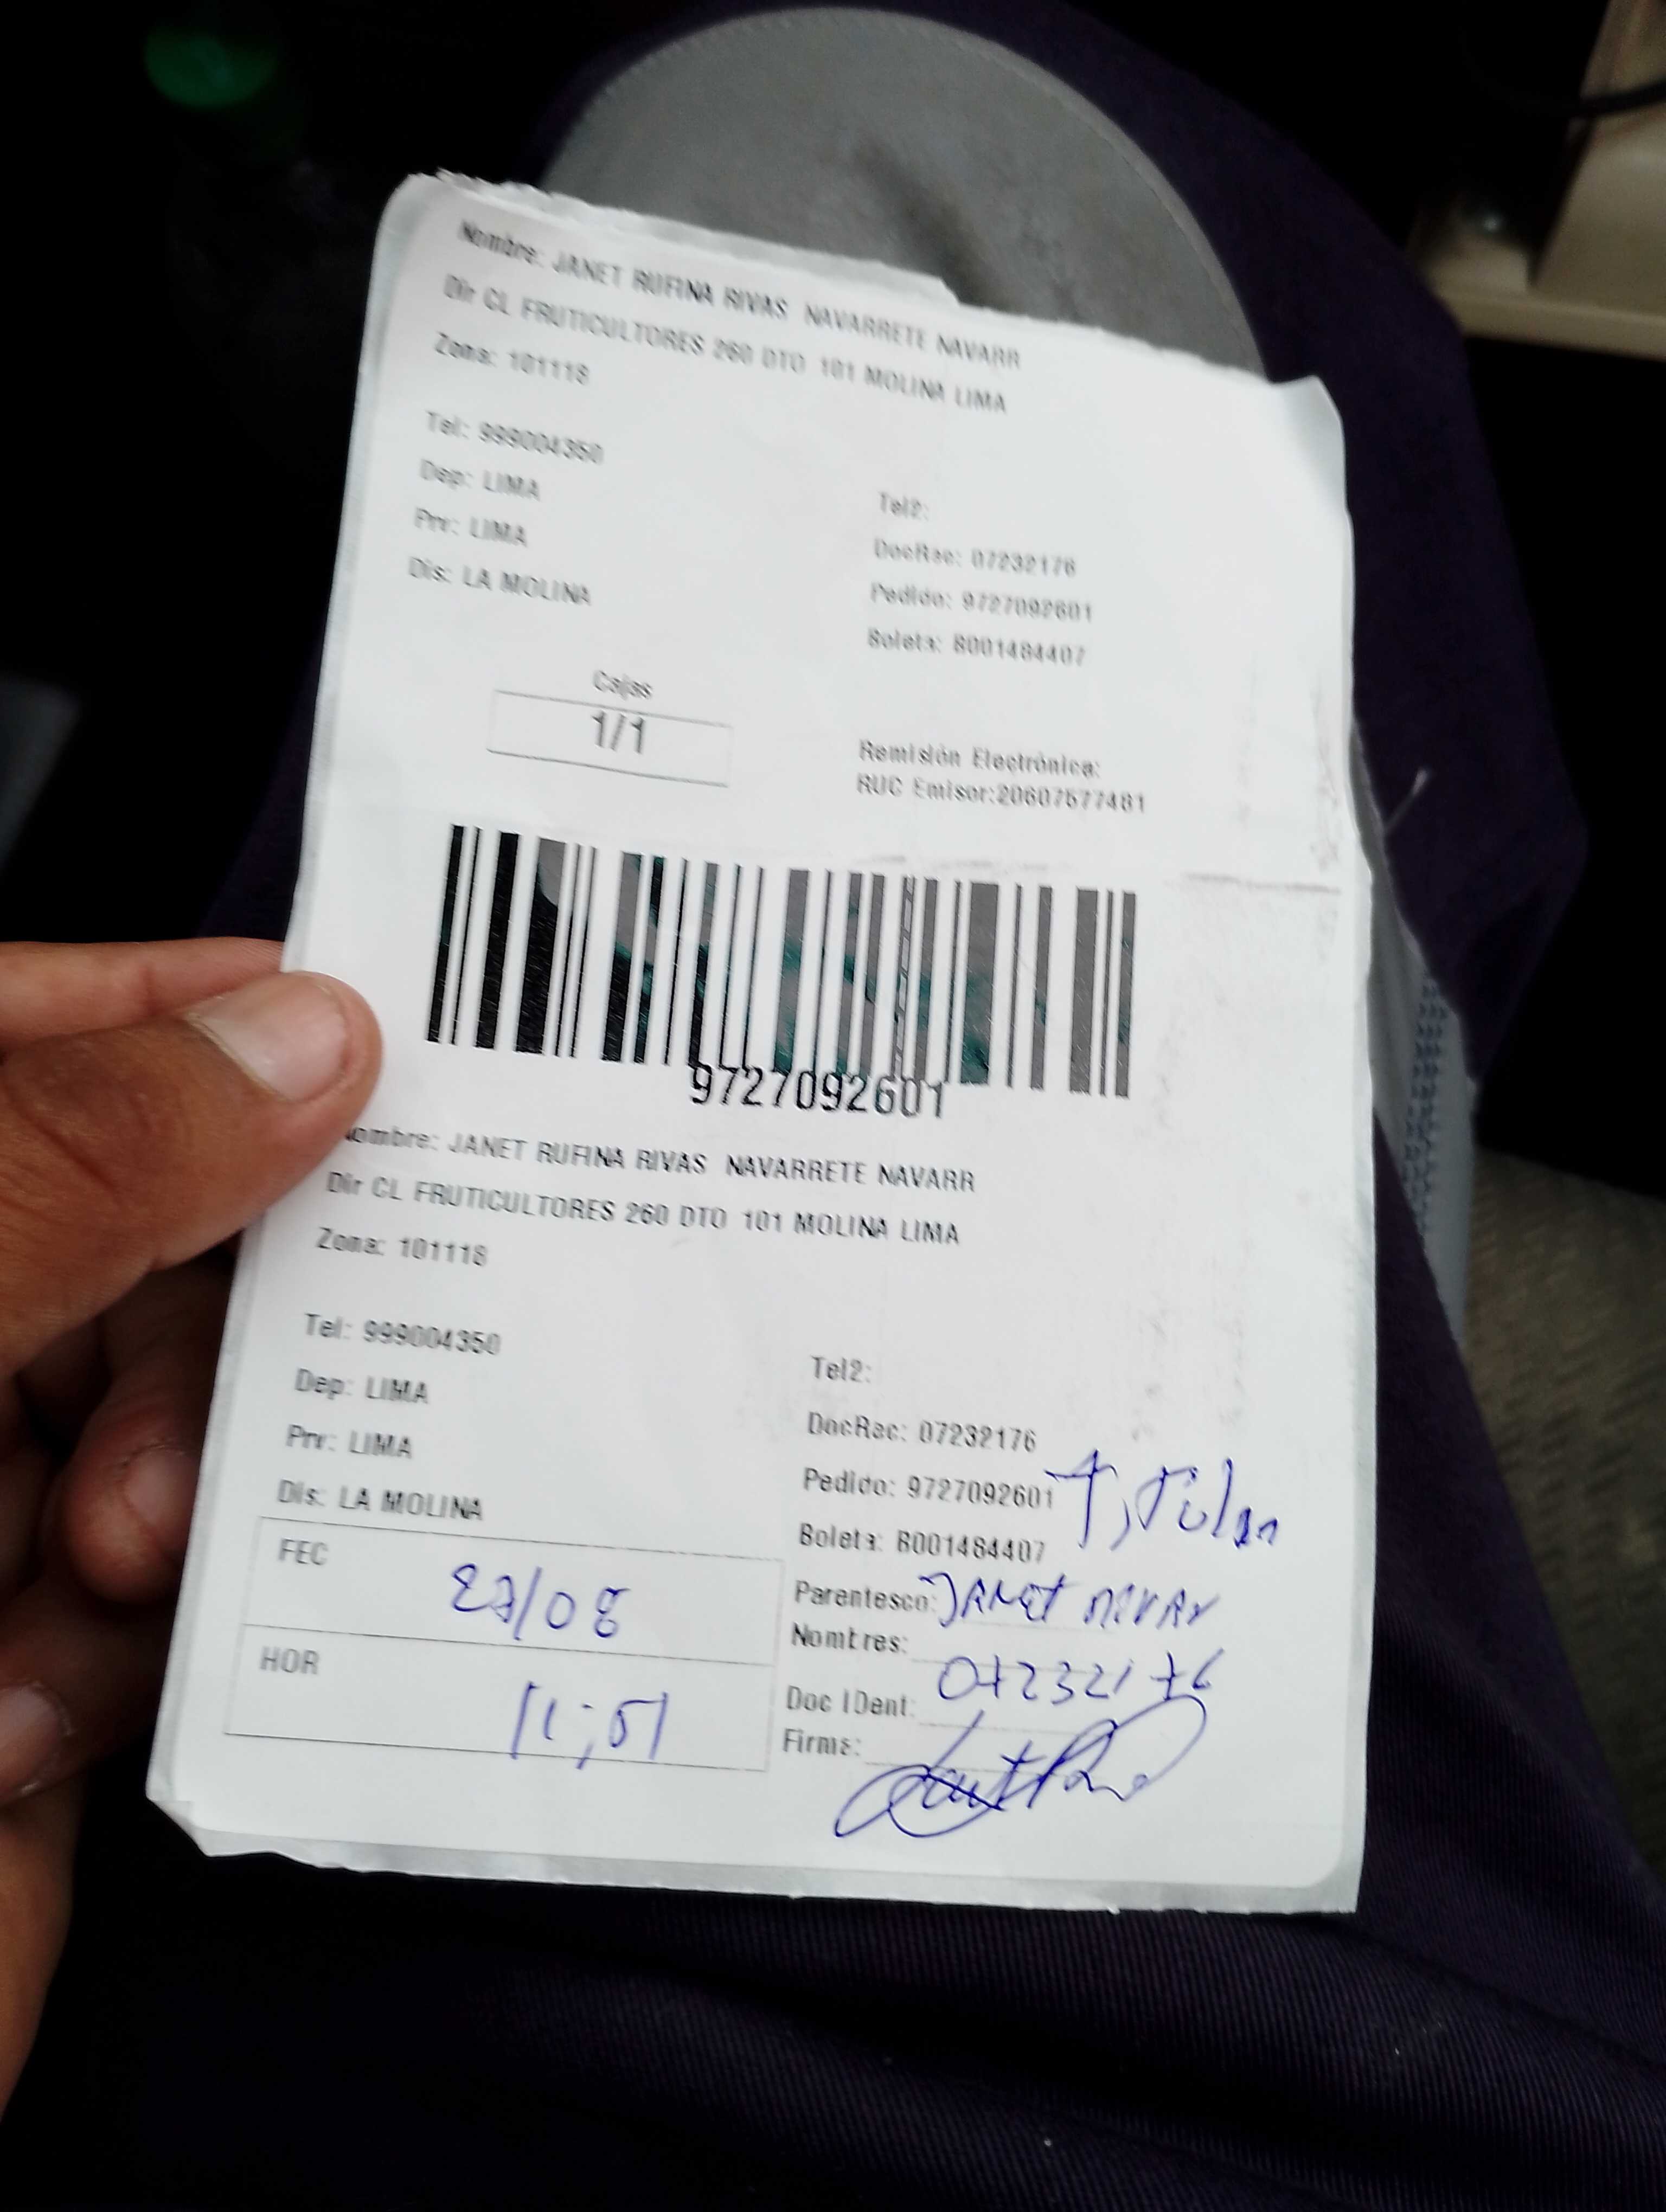 Nombre: JANET RUFINA RIVAS NAVARRETE NAVARR
Dir CL FRUTICULTORES 260 DTO 101 MOLINA LIMA
Zona: 101118
Tel: 999004350
Tel2:
Dep: LIMA
DocRec: 07232176
Prv: LIMA
Pedido: 9727092601
Dis: LA MOLINA
Boleta: B001484407
Cajas
1/1
Remisión Electrónica:
RUC Emisor:20607577481
9727092601
Nombre: JANET RUFINA RIVAS NAVARRETE NAVARR
Dir CL FRUTICULTORES 260 DTO 101 MOLINA LIMA
Zona: 101118
Tel: 999004350
Tel2:
Dep: LIMA
DocRec: 07232176
Prv: LIMA
Pedido: 9727092601 Titular
Dis: LA MOLINA
Boleta: B001484407
FEC
Parentesco: JANET
Nombres:
HOR 11:51
Doc IDent: 07232176
Firma: